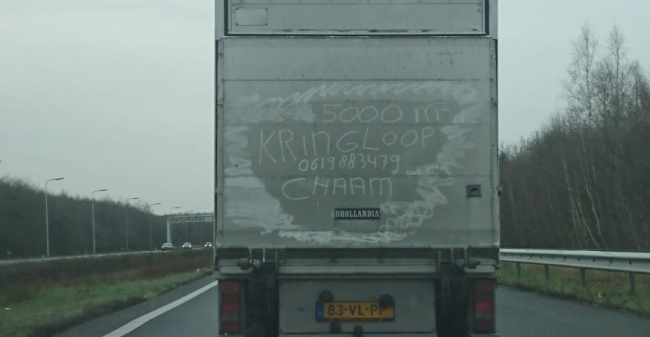 5000 m²
KRINGLOOP
0619883479
CHAAM
DHOLLANDIA
83-VL-PP